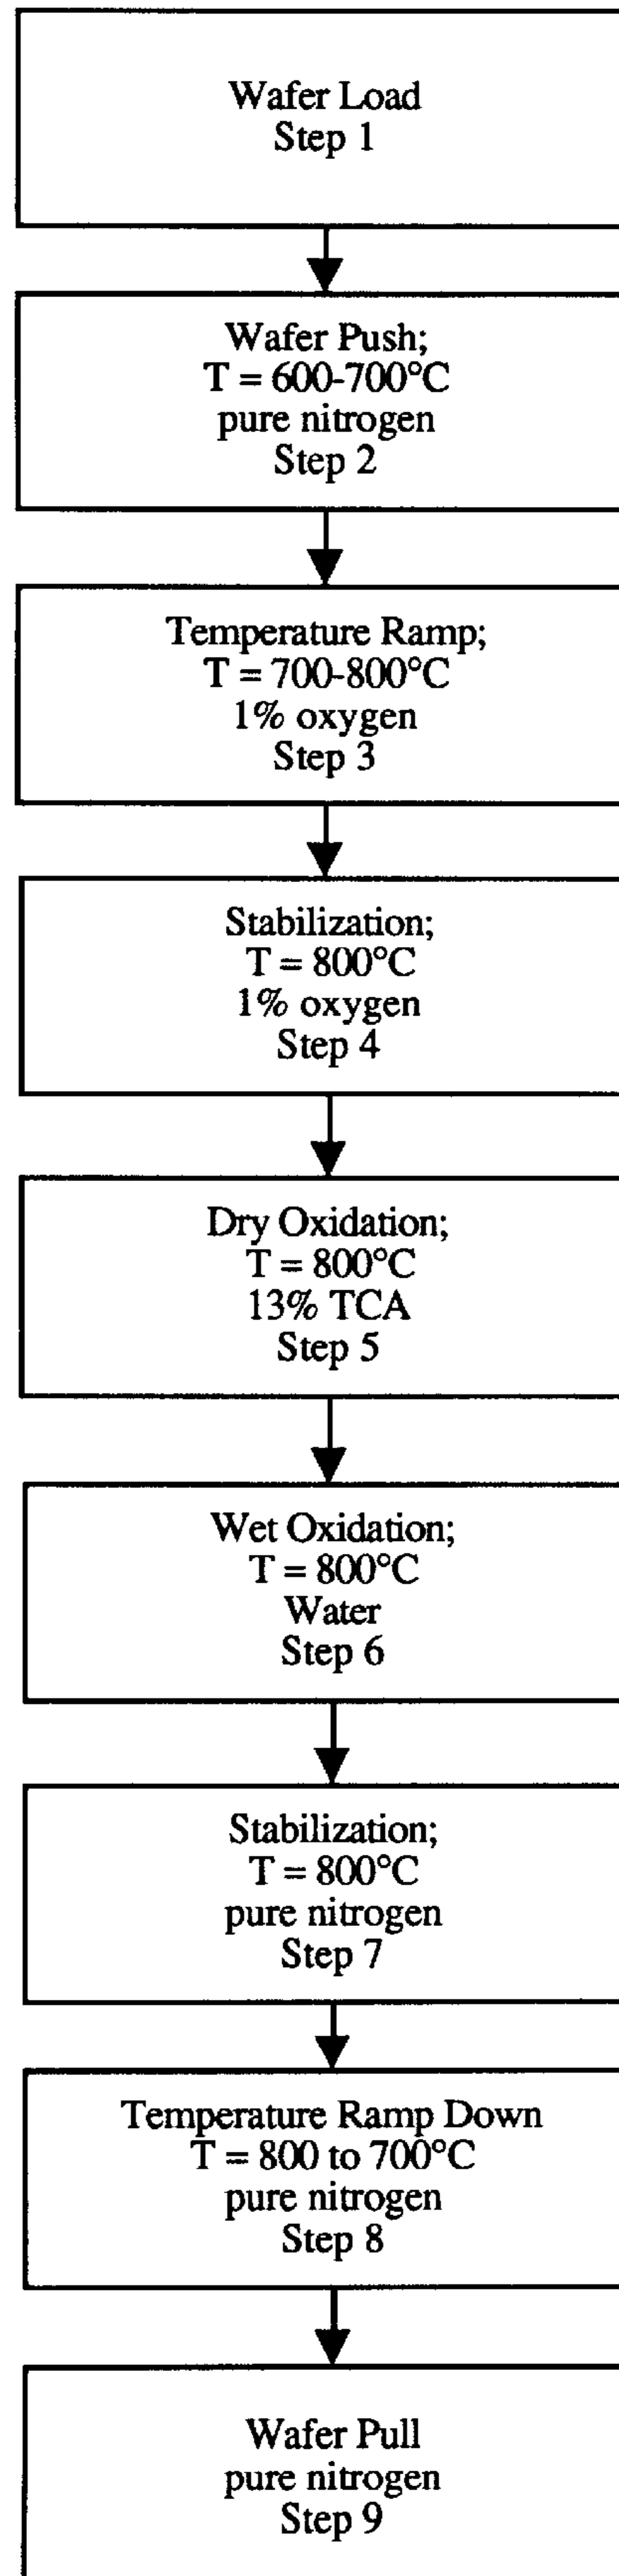 Wafer Load
Step 1
Wafer Push;
T = 600-700°C
pure nitrogen
Step 2
Temperature Ramp;
T = 700-800°C
1% oxygen
Step 3
Stabilization;
T = 800°C
1% oxygen
Step 4
Dry Oxidation;
T = 800°C
13% TCA
Step 5
Wet Oxidation;
T = 800°C
Water
Step 6
Stabilization;
T = 800°C
pure nitrogen
Step 7
Temperature Ramp Down
T = 800 to 700°C
pure nitrogen
Step 8
Wafer Pull
pure nitrogen
Step 9